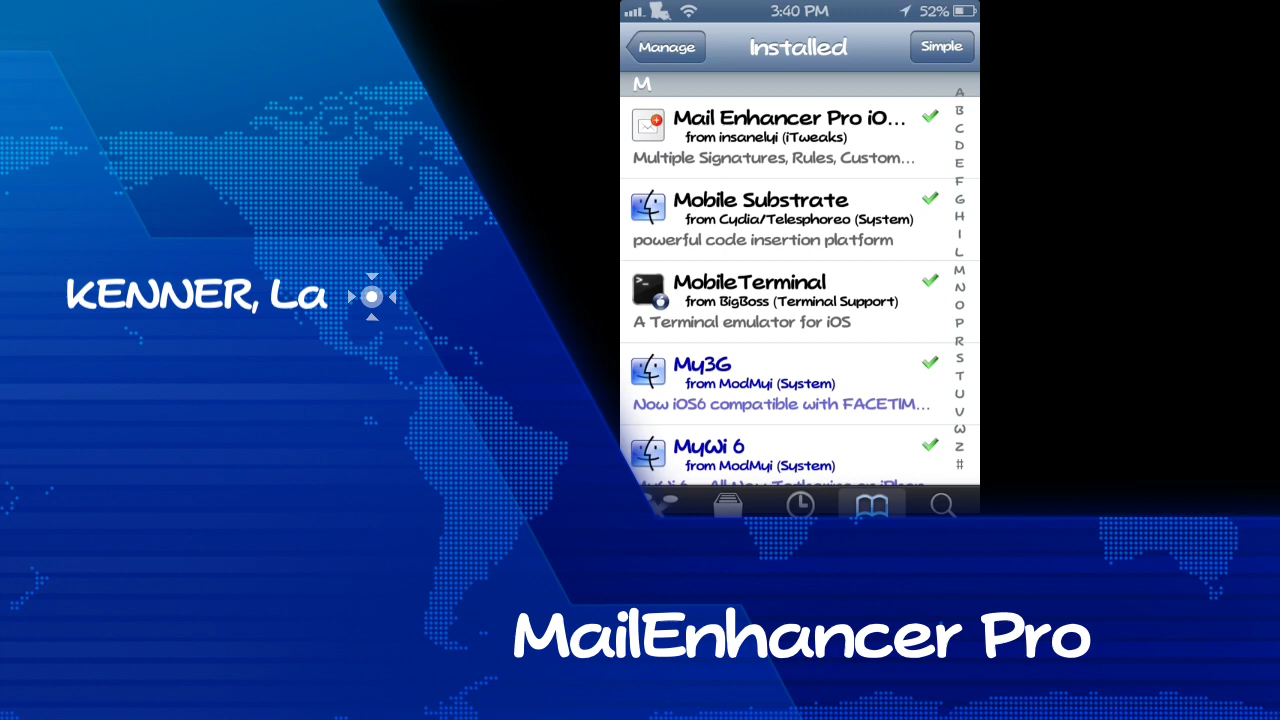 3:40 PM
52%
Manage
Installed
Simple
M
Mail Enhancer Pro iO...
from insanelyi (iTweaks)
Multiple Signatures, Rules, Custom...
Mobile Substrate
from Cydia/Telesphoreo (System)
powerful code insertion platform
MobileTerminal
from BigBoss (Terminal Support)
A Terminal emulator for iOS
My3G
from ModMyi (System)
Now iOS6 compatible with FACETIM...
MyWi 6
from ModMyi (System)
A
B
C
D
E
F
G
H
I
L
M
N
O
P
R
S
T
U
V
W
Z
#
KENNER, La
MailEnhancer Pro